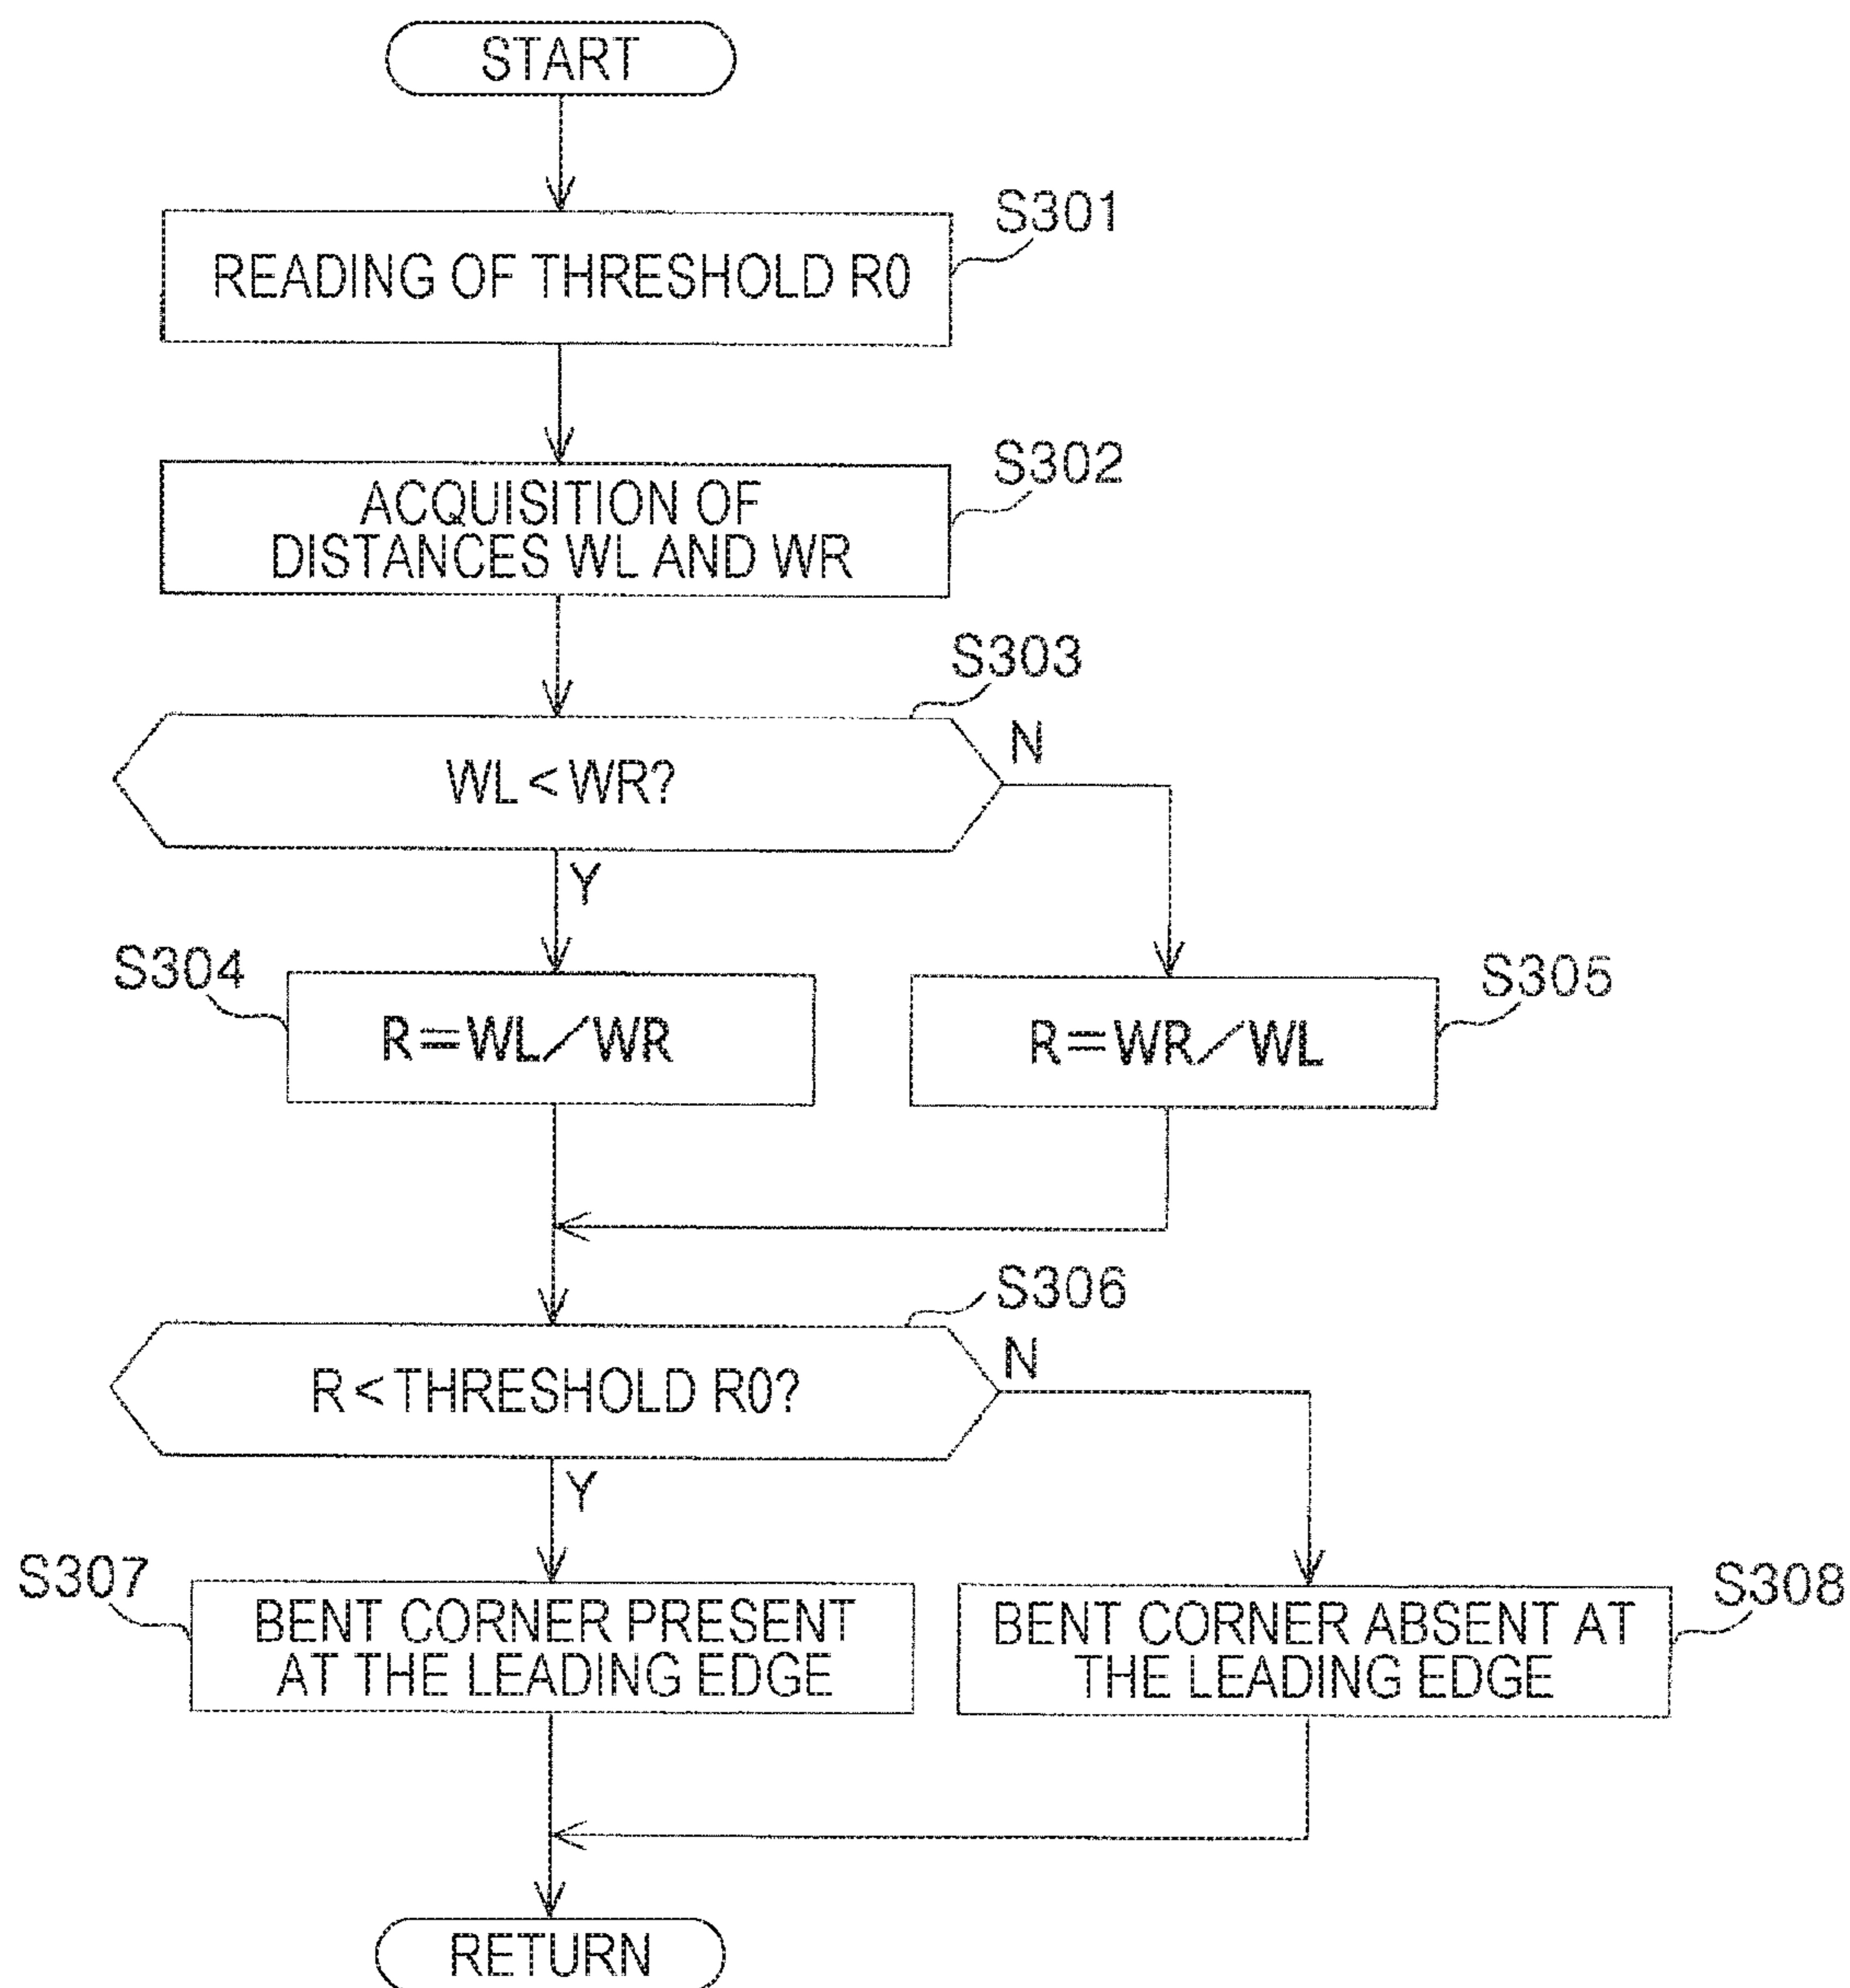 START
S301
READING OF THRESHOLD R0
S302
ACQUISITION OF
DISTANCES WL AND WR
S303
WL < WR?
N
Y
S304
R=WL/WR
S305
R=WR/WL
S306
R < THRESHOLD R0?
N
Y
S307
BENT CORNER PRESENT
AT THE LEADING EDGE
S308
BENT CORNER ABSENT AT
THE LEADING EDGE
RETURN